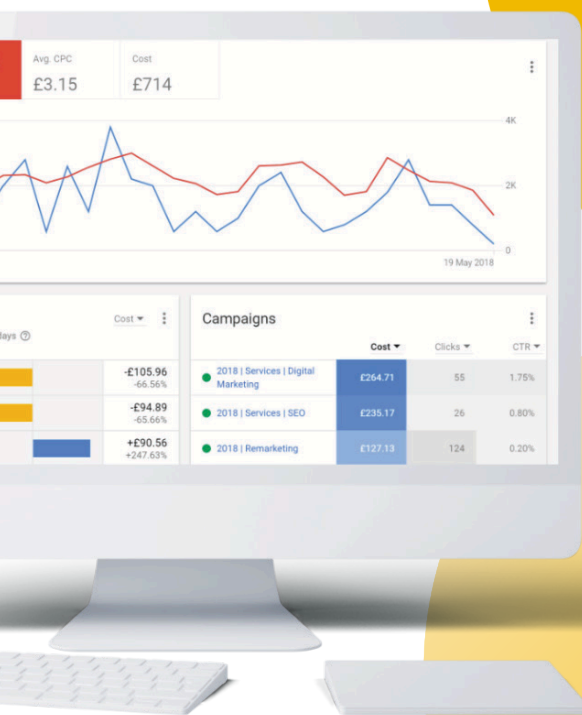 Avg. CPC
£3.15
Cost
£714
4K
2K
0
19 May 2018
days
Cost
-£105.96
-66.56%
-£94.89
-65.66%
+£90.56
+247.63%
Campaigns
Cost
Clicks
CTR
2018 | Services | Digital
Marketing
£264.71
55
1.75%
2018 | Services | SEO
£235.17
26
0.80%
2018 | Remarketing
£127.13
124
0.20%